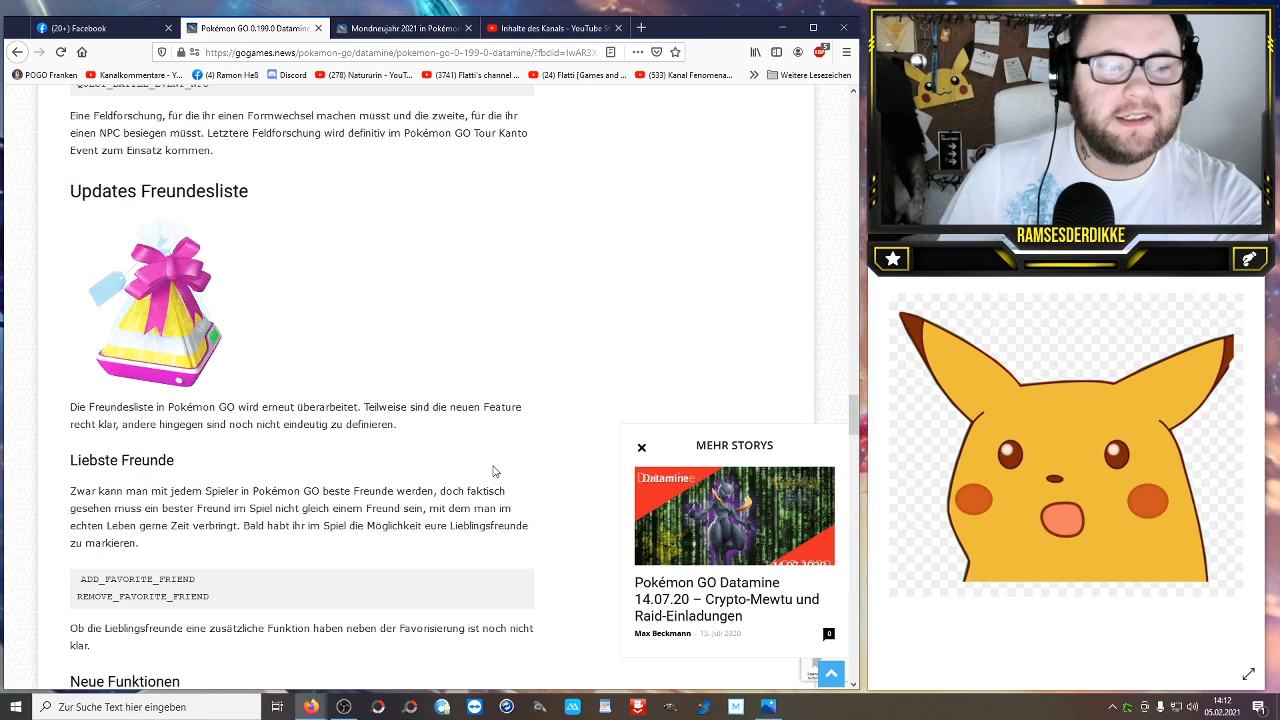 (20+) Facebook
Pokémon GO 0.199.0 Datamine
Mondneujahr 2021 in Pokémon
Inhalte des Kanals - YouTube
https://gogames.news/pokemon-go/datamine/pokemon-go-0-199-0-datamine/?fbclid=IwAR3X
POGO Franken
Kanalkommentare - Y…
(4) Ramon Heß
Discord
(278) Natururin - YouT…
(3741) Flatti's channel …
(24) Flatti [Games and …
(533) Kanal Fenomena…
Weitere Lesezeichen
Eine Feldforschung, für die ihr einen Formwechsel machen müsst und die zweite, für die ihr
einen NPC besiegen müsst. Letztere Feldforschung wird definitiv im Pokémon GO Tour Kanto
Event zum Einsatz kommen.
Updates Freundesliste
Die Freundesliste in Pokémon GO wird erneut überarbeitet. Teilweise sind die neuen Feature
recht klar, andere hingegen sind noch nicht eindeutig zu definieren.
Liebste Freunde
Zwar kann man mit jedem Spieler in Pokémon GO beste Freunde werden, doch faktisch
gesehen muss ein bester Freund im Spiel nicht gleich einem Freund sein, mit dem man im
echten Leben gerne Zeit verbringt. Bald habt ihr im Spiel die Möglichkeit eure Lieblingsfreunde
zu markieren.
ADD_FAVORITE_FRIEND
REMOVE_FAVORITE_FRIEND
Ob die Lieblingsfreunde eine zusätzliche Funktion haben neben der Favorisierung ist noch nicht
klar.
Neue Funktionen
MEHR STORYS
Datamine
14.07.2020
Pokémon GO Datamine
14.07.20 – Crypto-Mewtu und
Raid-Einladungen
Max Beckmann - 15. Juli 2020
0
RAMSESDERDIKKE
Zur Suche Text hier eingeben
14:12
05.02.2021